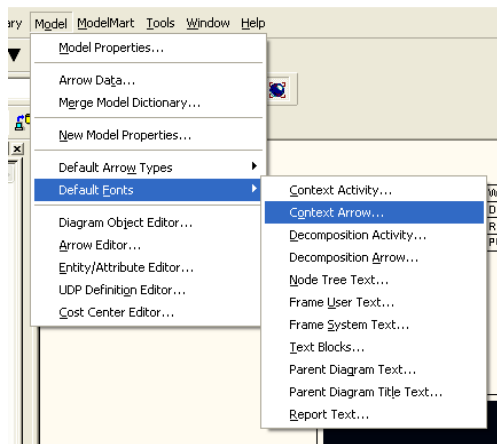 ary Model ModelMart Tools Window Help
Model Properties...
Arrow Data...
Merge Model Dictionary...
New Model Properties...
Default Arrow Types
Default Fonts
Diagram Object Editor...
Arrow Editor...
Entity/Attribute Editor...
UDP Definition Editor...
Cost Center Editor...
Context Activity...
Context Arrow...
Decomposition Activity...
Decomposition Arrow...
Node Tree Text...
Frame User Text...
Frame System Text...
Text Blocks...
Parent Diagram Text...
Parent Diagram Title Text...
Report Text...